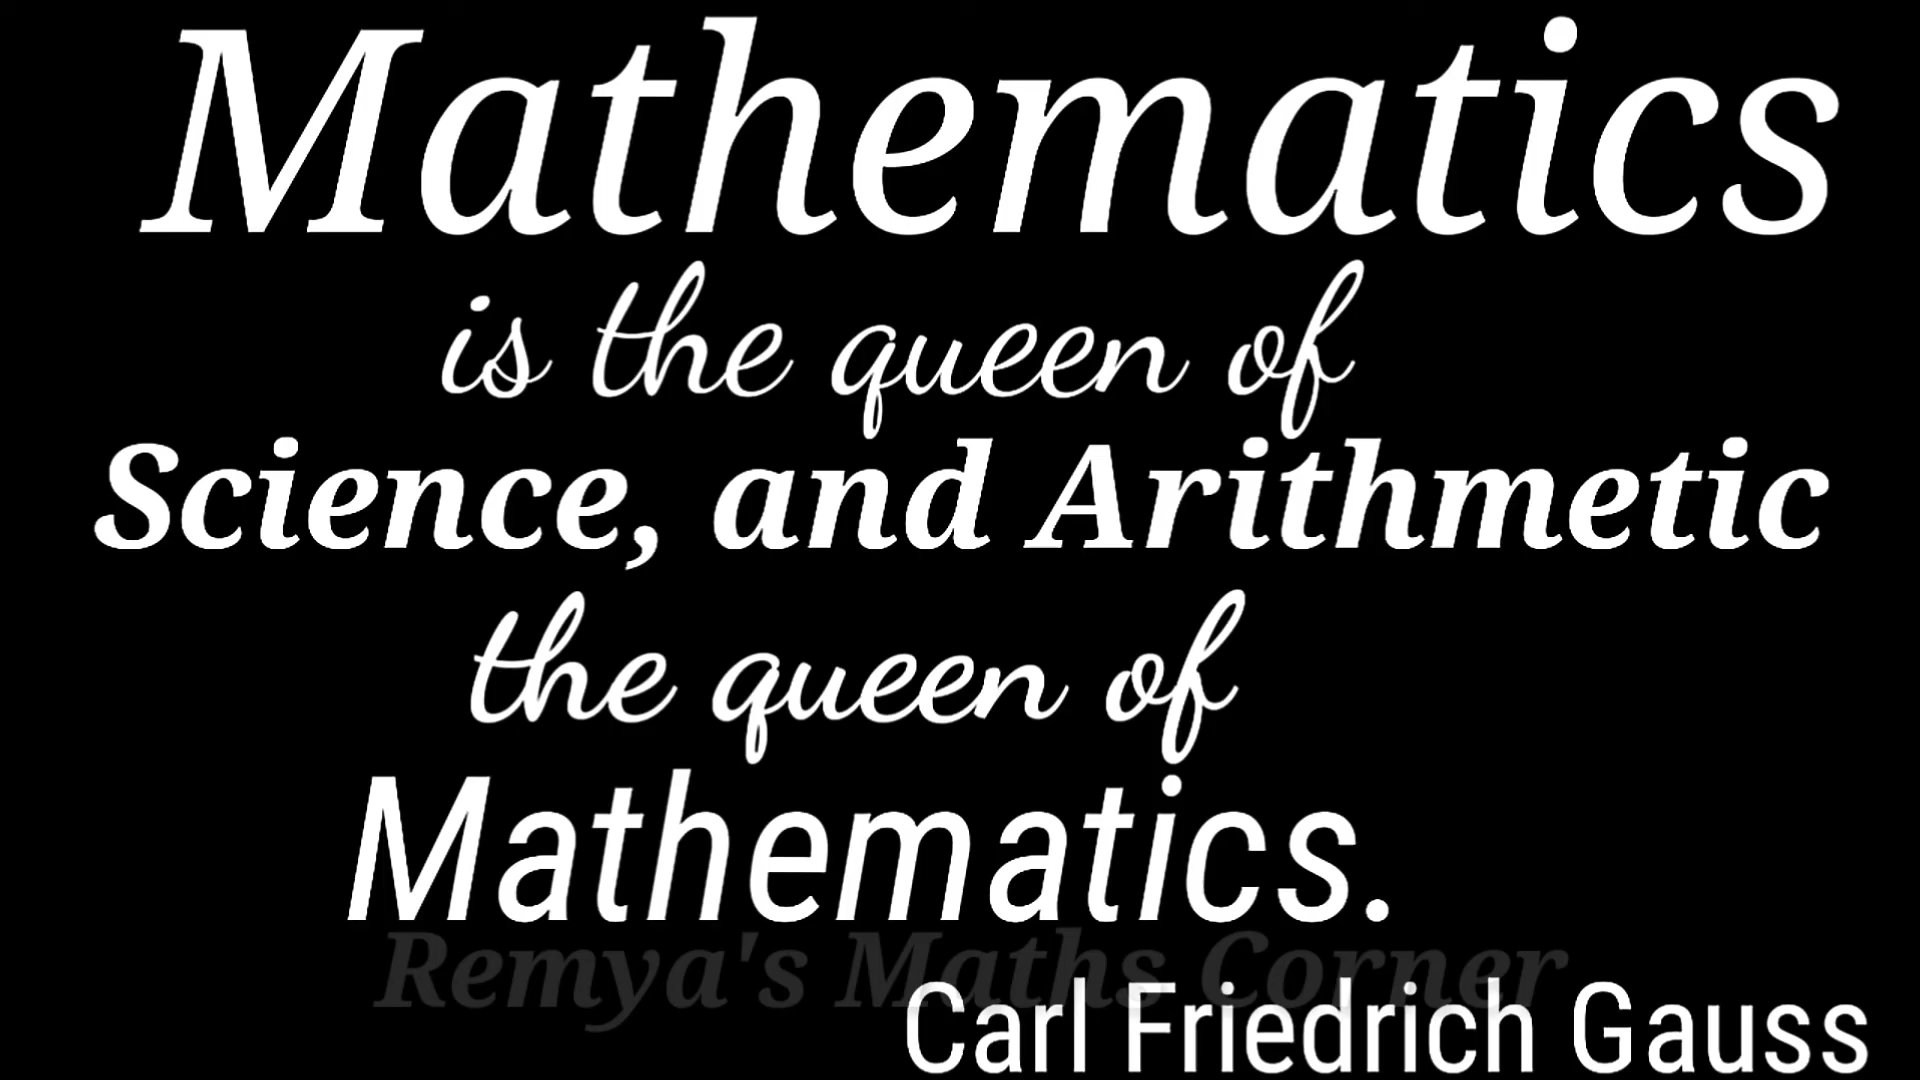 Mathematics
is the queen of
Science, and Arithmetic
the queen of
Mathematics.
Remya's Maths Corner
Carl Friedrich Gauss